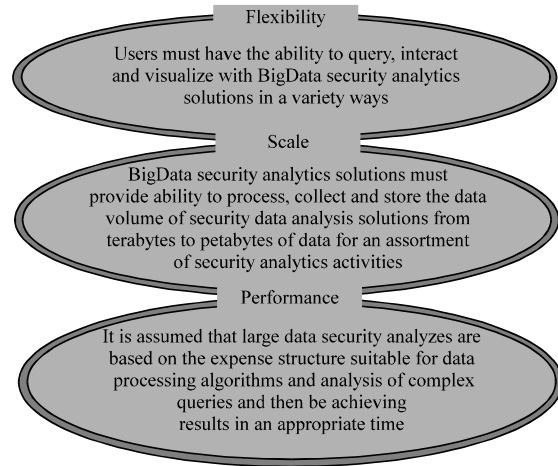 Flexibility
Users must have the ability to query, interact
and visualize with BigData security analytics
solutions in a variety ways
Scale
BigData security analytics solutions must
provide ability to process, collect and store the data
volume of security data analysis solutions from
terabytes to petabytes of data for an assortment
of security analytics activities
Performance
It is assumed that large data security analyzes are
based on the expense structure suitable for data
processing algorithms and analysis of complex
queries and then be achieving
results in an appropriate time